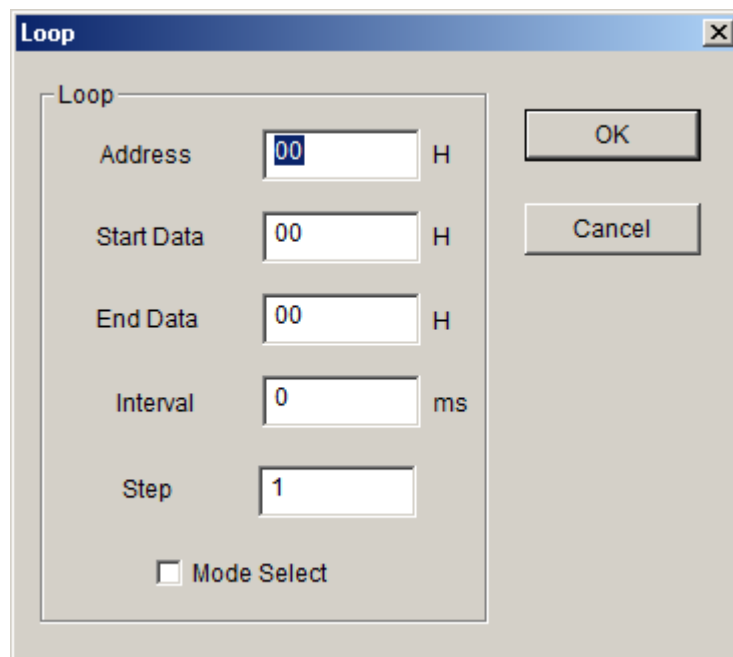 Loop
Loop
Address 00 H
OK
Start Data 00 H
Cancel
End Data 00 H
Interval 0 ms
Step 1
Mode Select